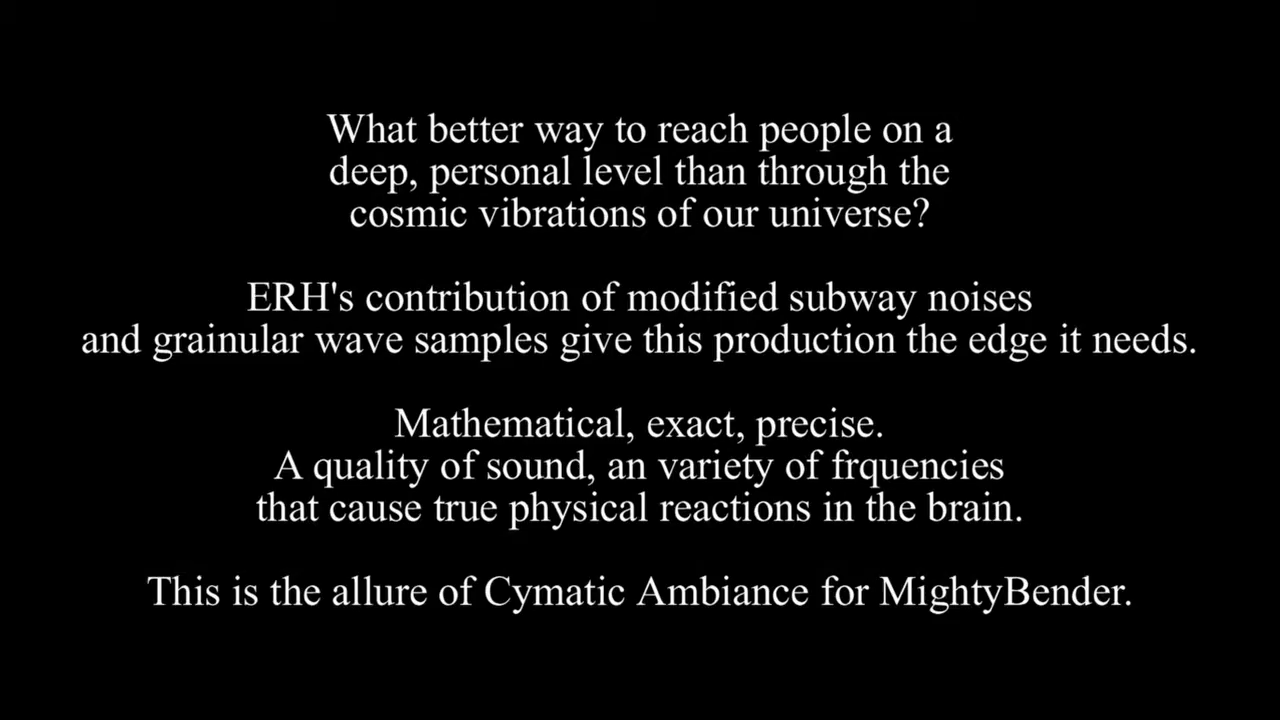 What better way to reach people on a
deep, personal level than through the
cosmic vibrations of our universe?
ERH's contribution of modified subway noises
and grainular wave samples give this production the edge it needs.
Mathematical, exact, precise.
A quality of sound, an variety of frquencies
that cause true physical reactions in the brain.
This is the allure of Cymatic Ambiance for MightyBender.